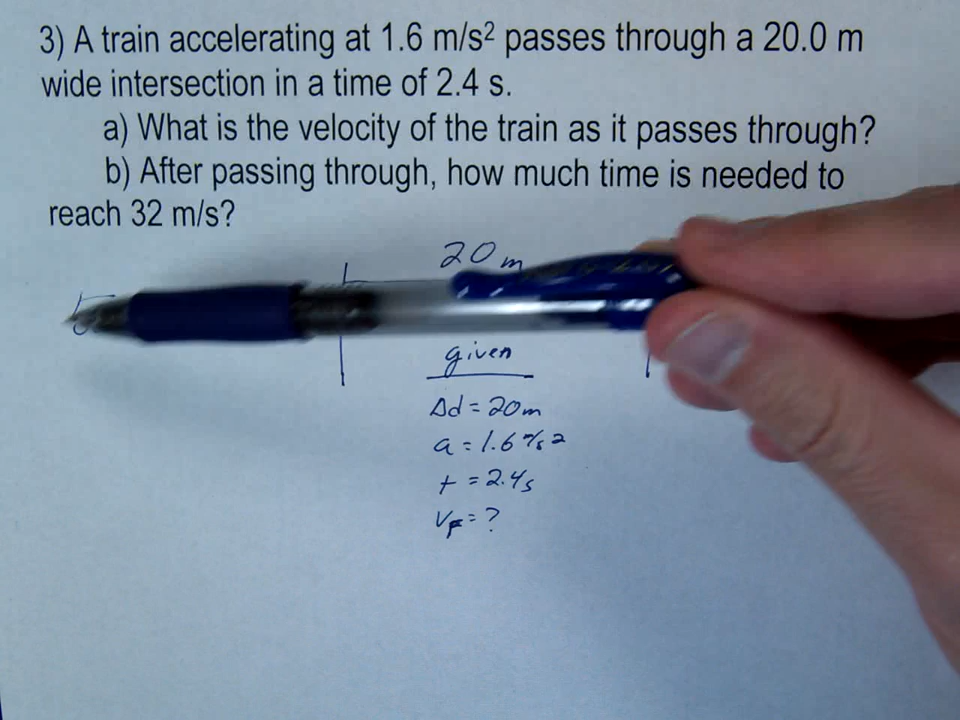 3) A train accelerating at 1.6 m/s² passes through a 20.0 m
wide intersection in a time of 2.4 s.
a) What is the velocity of the train as it passes through?
b) After passing through, how much time is needed to
reach 32 m/s?
20 m
given
Δd = 20m
a = 1.6 m/s2
t = 2.4s
VF = ?